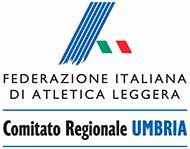 FEDERAZIONE ITALIANA
DI ATLETICA LEGGERA
Comitato Regionale UMBRIA